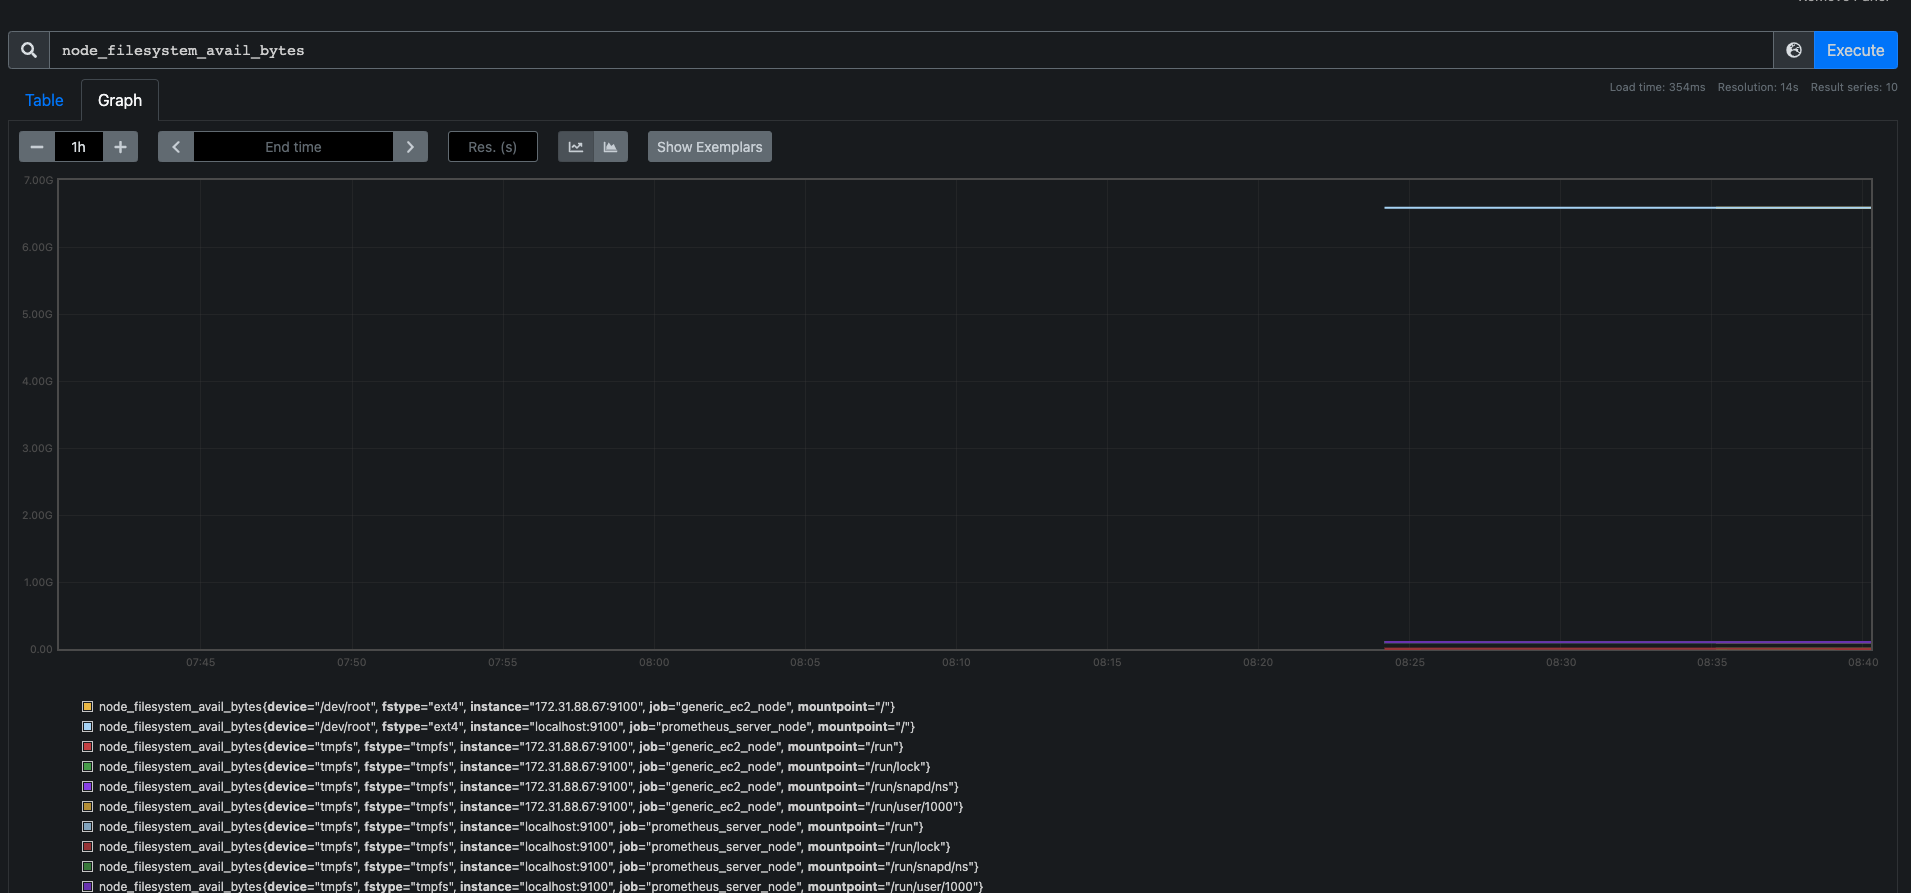 node_filesystem_avail_bytes
Execute
Table
Graph
Load time: 354ms Resolution: 14s Result series: 10
1h
End time
Res. (s)
Show Exemplars
7.00G
6.00G
5.00G
4.00G
3.00G
2.00G
1.00G
0.00
07:45 07:50 07:55 08:00 08:05 08:10 08:15 08:20 08:25 08:30 08:35 08:40
node_filesystem_avail_bytes{device="/dev/root", fstype="ext4", instance="172.31.88.67:9100", job="generic_ec2_node", mountpoint="/"}
node_filesystem_avail_bytes{device="/dev/root", fstype="ext4", instance="localhost:9100", job="prometheus_server_node", mountpoint="/"}
node_filesystem_avail_bytes{device="tmpfs", fstype="tmpfs", instance="172.31.88.67:9100", job="generic_ec2_node", mountpoint="/run"}
node_filesystem_avail_bytes{device="tmpfs", fstype="tmpfs", instance="172.31.88.67:9100", job="generic_ec2_node", mountpoint="/run/lock"}
node_filesystem_avail_bytes{device="tmpfs", fstype="tmpfs", instance="172.31.88.67:9100", job="generic_ec2_node", mountpoint="/run/snapd/ns"}
node_filesystem_avail_bytes{device="tmpfs", fstype="tmpfs", instance="172.31.88.67:9100", job="generic_ec2_node", mountpoint="/run/user/1000"}
node_filesystem_avail_bytes{device="tmpfs", fstype="tmpfs", instance="localhost:9100", job="prometheus_server_node", mountpoint="/run"}
node_filesystem_avail_bytes{device="tmpfs", fstype="tmpfs", instance="localhost:9100", job="prometheus_server_node", mountpoint="/run/lock"}
node_filesystem_avail_bytes{device="tmpfs", fstype="tmpfs", instance="localhost:9100", job="prometheus_server_node", mountpoint="/run/snapd/ns"}
node_filesystem_avail_bytes{device="tmpfs", fstype="tmpfs", instance="localhost:9100", job="prometheus_server_node", mountpoint="/run/user/1000"}